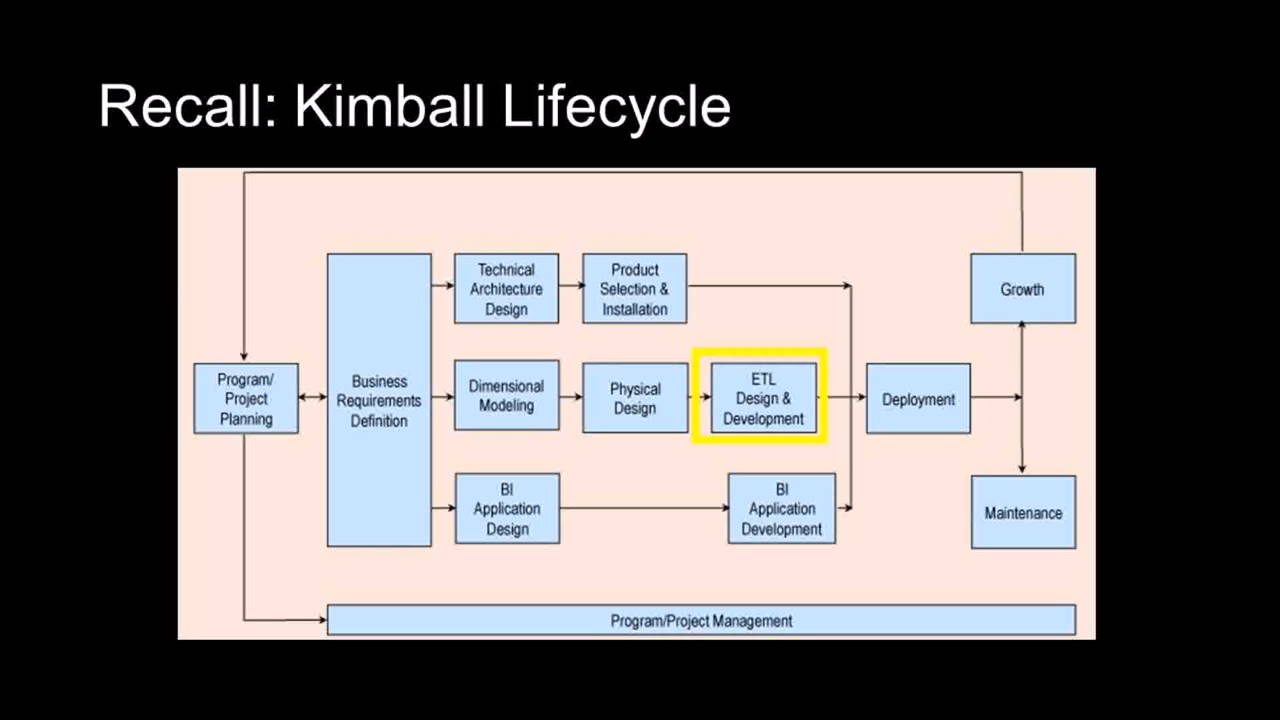 Recall: Kimball Lifecycle
Technical
Architecture
Design
Product
Selection &
Installation
Growth
Program/
Project
Planning
Business
Requirements
Definition
Dimensional
Modeling
Physical
Design
ETL
Design &
Development
Deployment
BI
Application
Design
BI
Application
Development
Maintenance
Program/Project Management